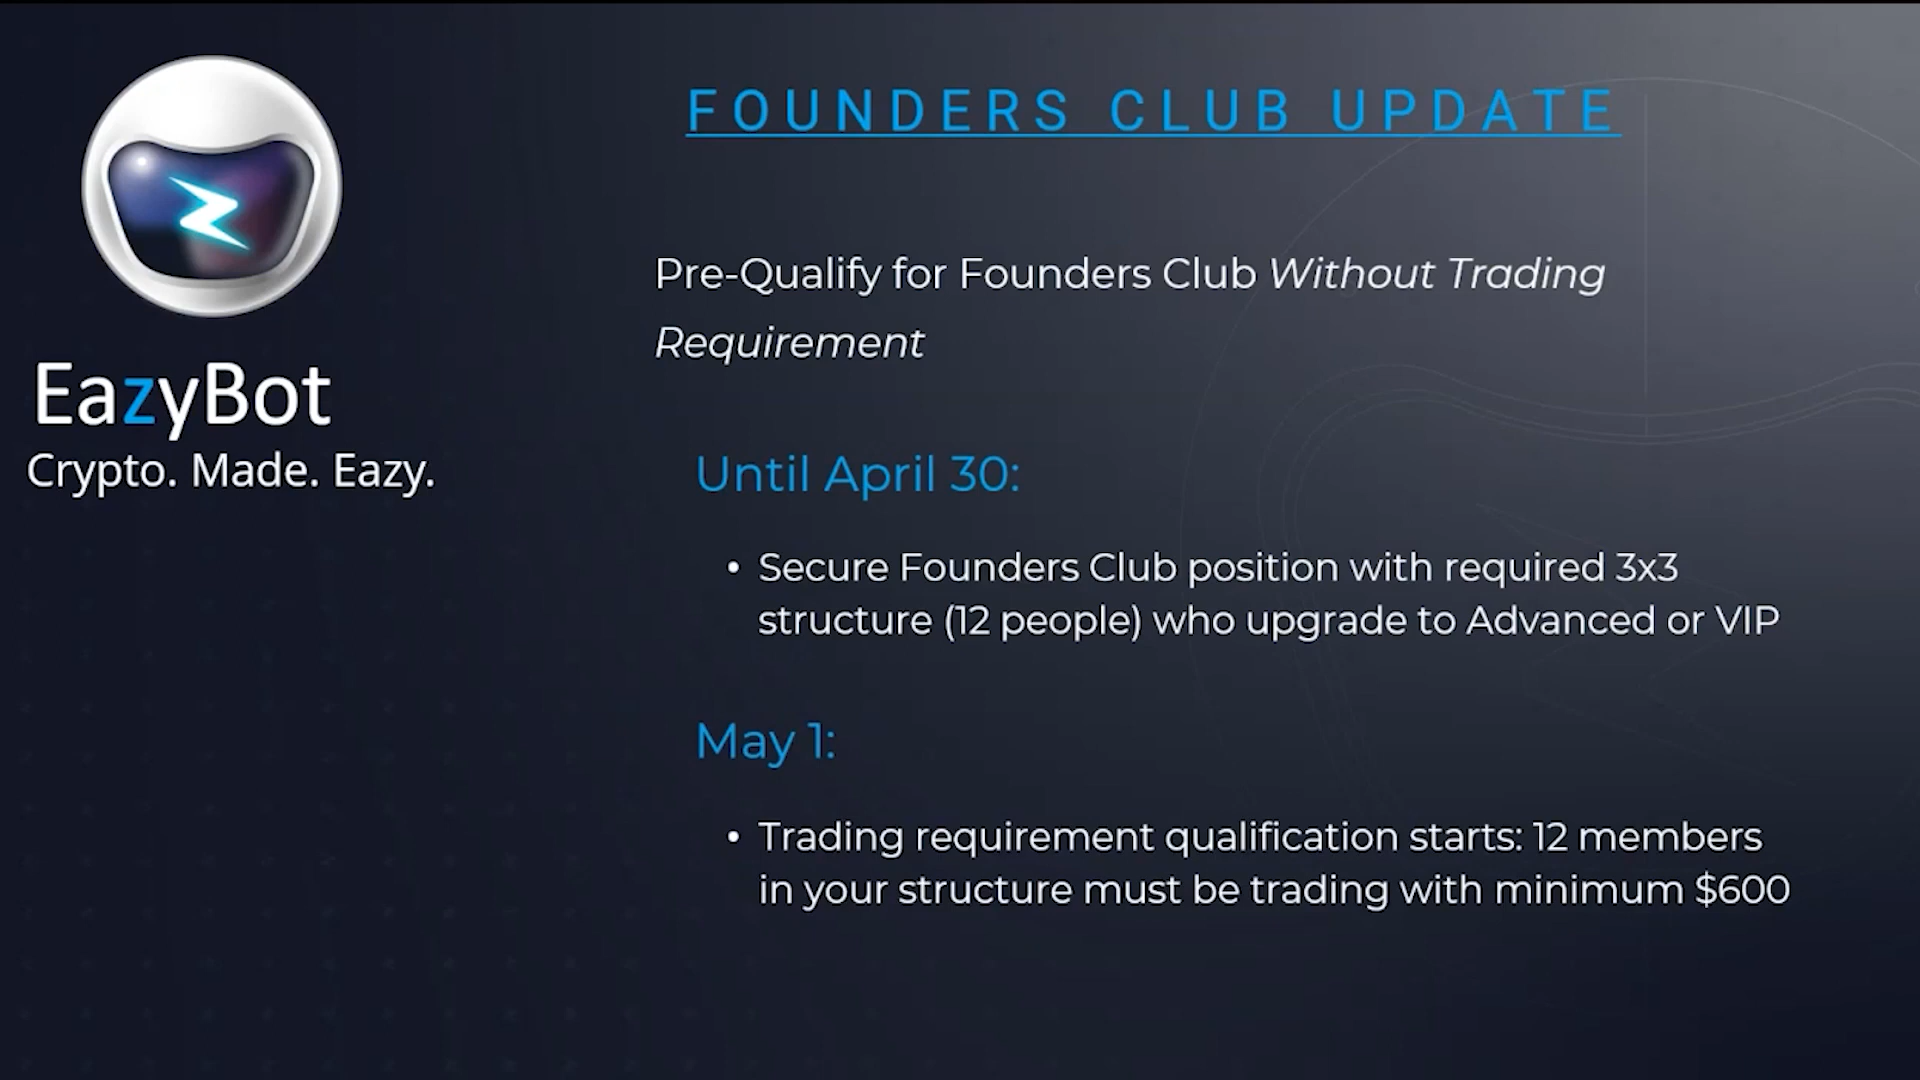 FOUNDERS CLUB UPDATE
EazyBot
Crypto. Made. Eazy.
Pre-Qualify for Founders Club Without Trading
Requirement
Until April 30:
• Secure Founders Club position with required 3x3
structure (12 people) who upgrade to Advanced or VIP
May 1:
• Trading requirement qualification starts: 12 members
in your structure must be trading with minimum $600